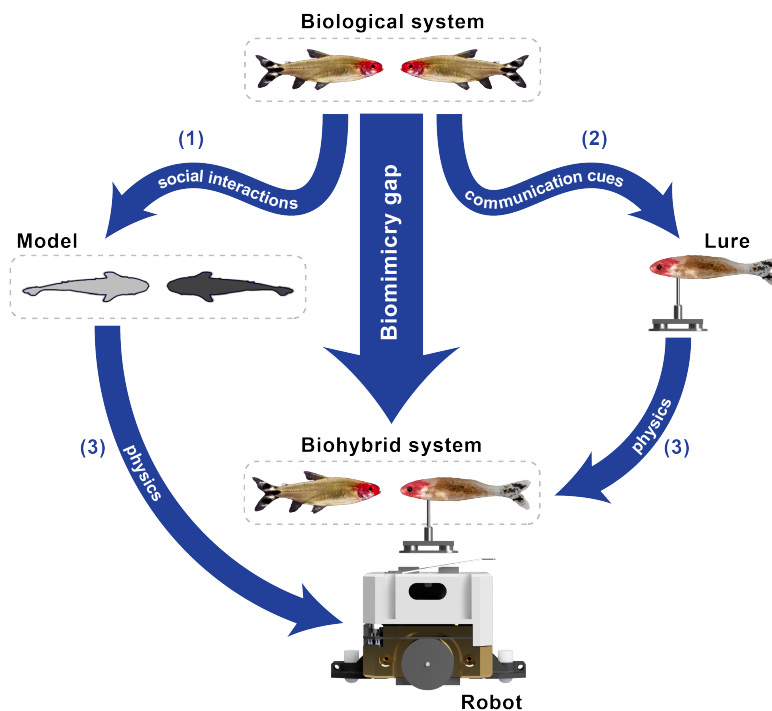 Biological system
(1)
(2)
social interactions
communication cues
Biomimicry gap
Model
Lure
(3)
physics
physics
(3)
Biohybrid system
Robot